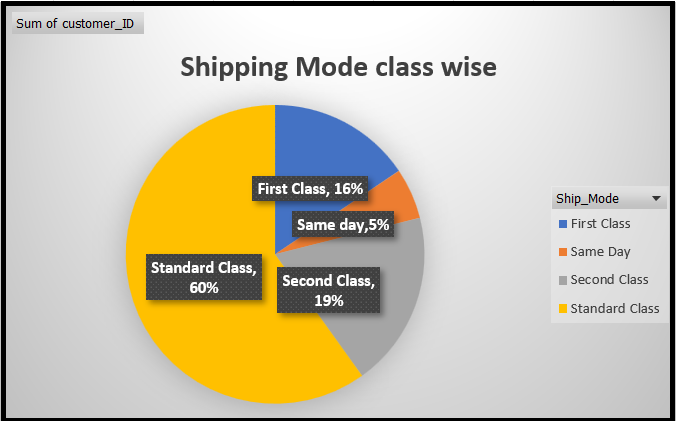 Sum of customer_ID
Shipping Mode class wise
First Class, 16%
Same day,5%
Standard Class,
60%
Second Class,
19%
Ship_Mode
First Class
Same Day
Second Class
Standard Class